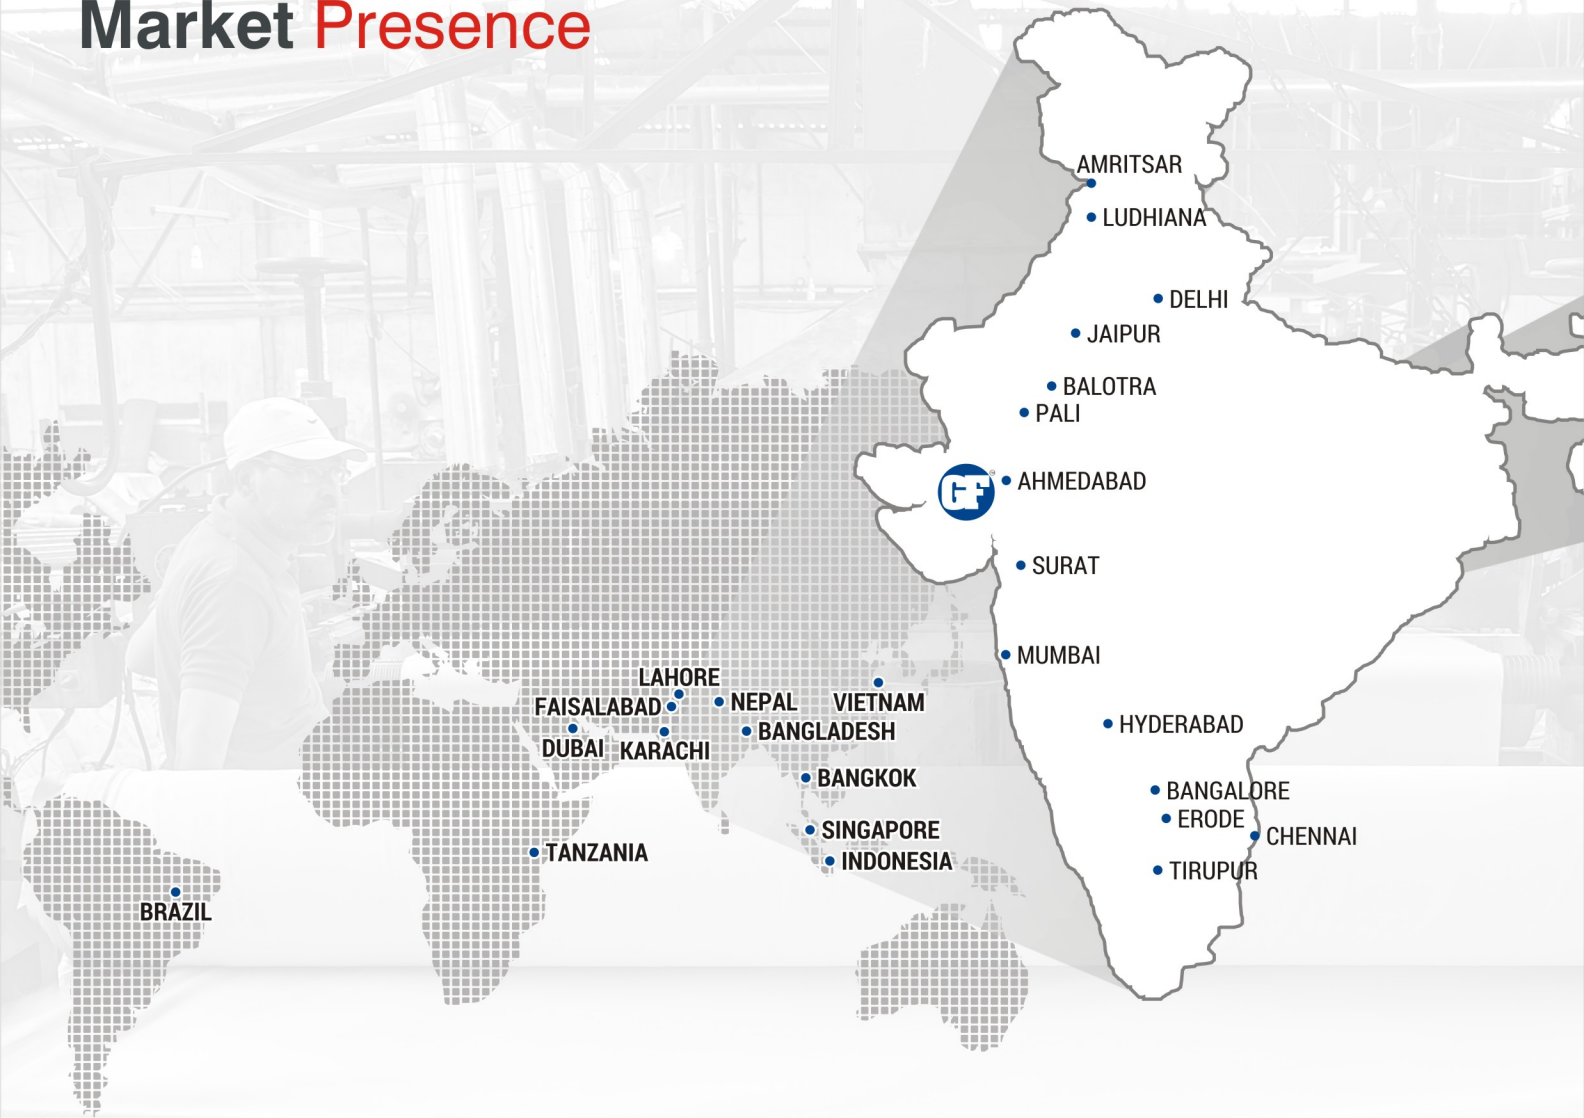 Market Presence
AMRITSAR
LUDHIANA
DELHI
JAIPUR
BALOTRA
PALI
GF
AHMEDABAD
SURAT
MUMBAI
HYDERABAD
BANGALORE
ERODE
CHENNAI
TIRUPUR
LAHORE
FAISALABAD
NEPAL
VIETNAM
DUBAI
KARACHI
BANGLADESH
BANGKOK
SINGAPORE
INDONESIA
TANZANIA
BRAZIL